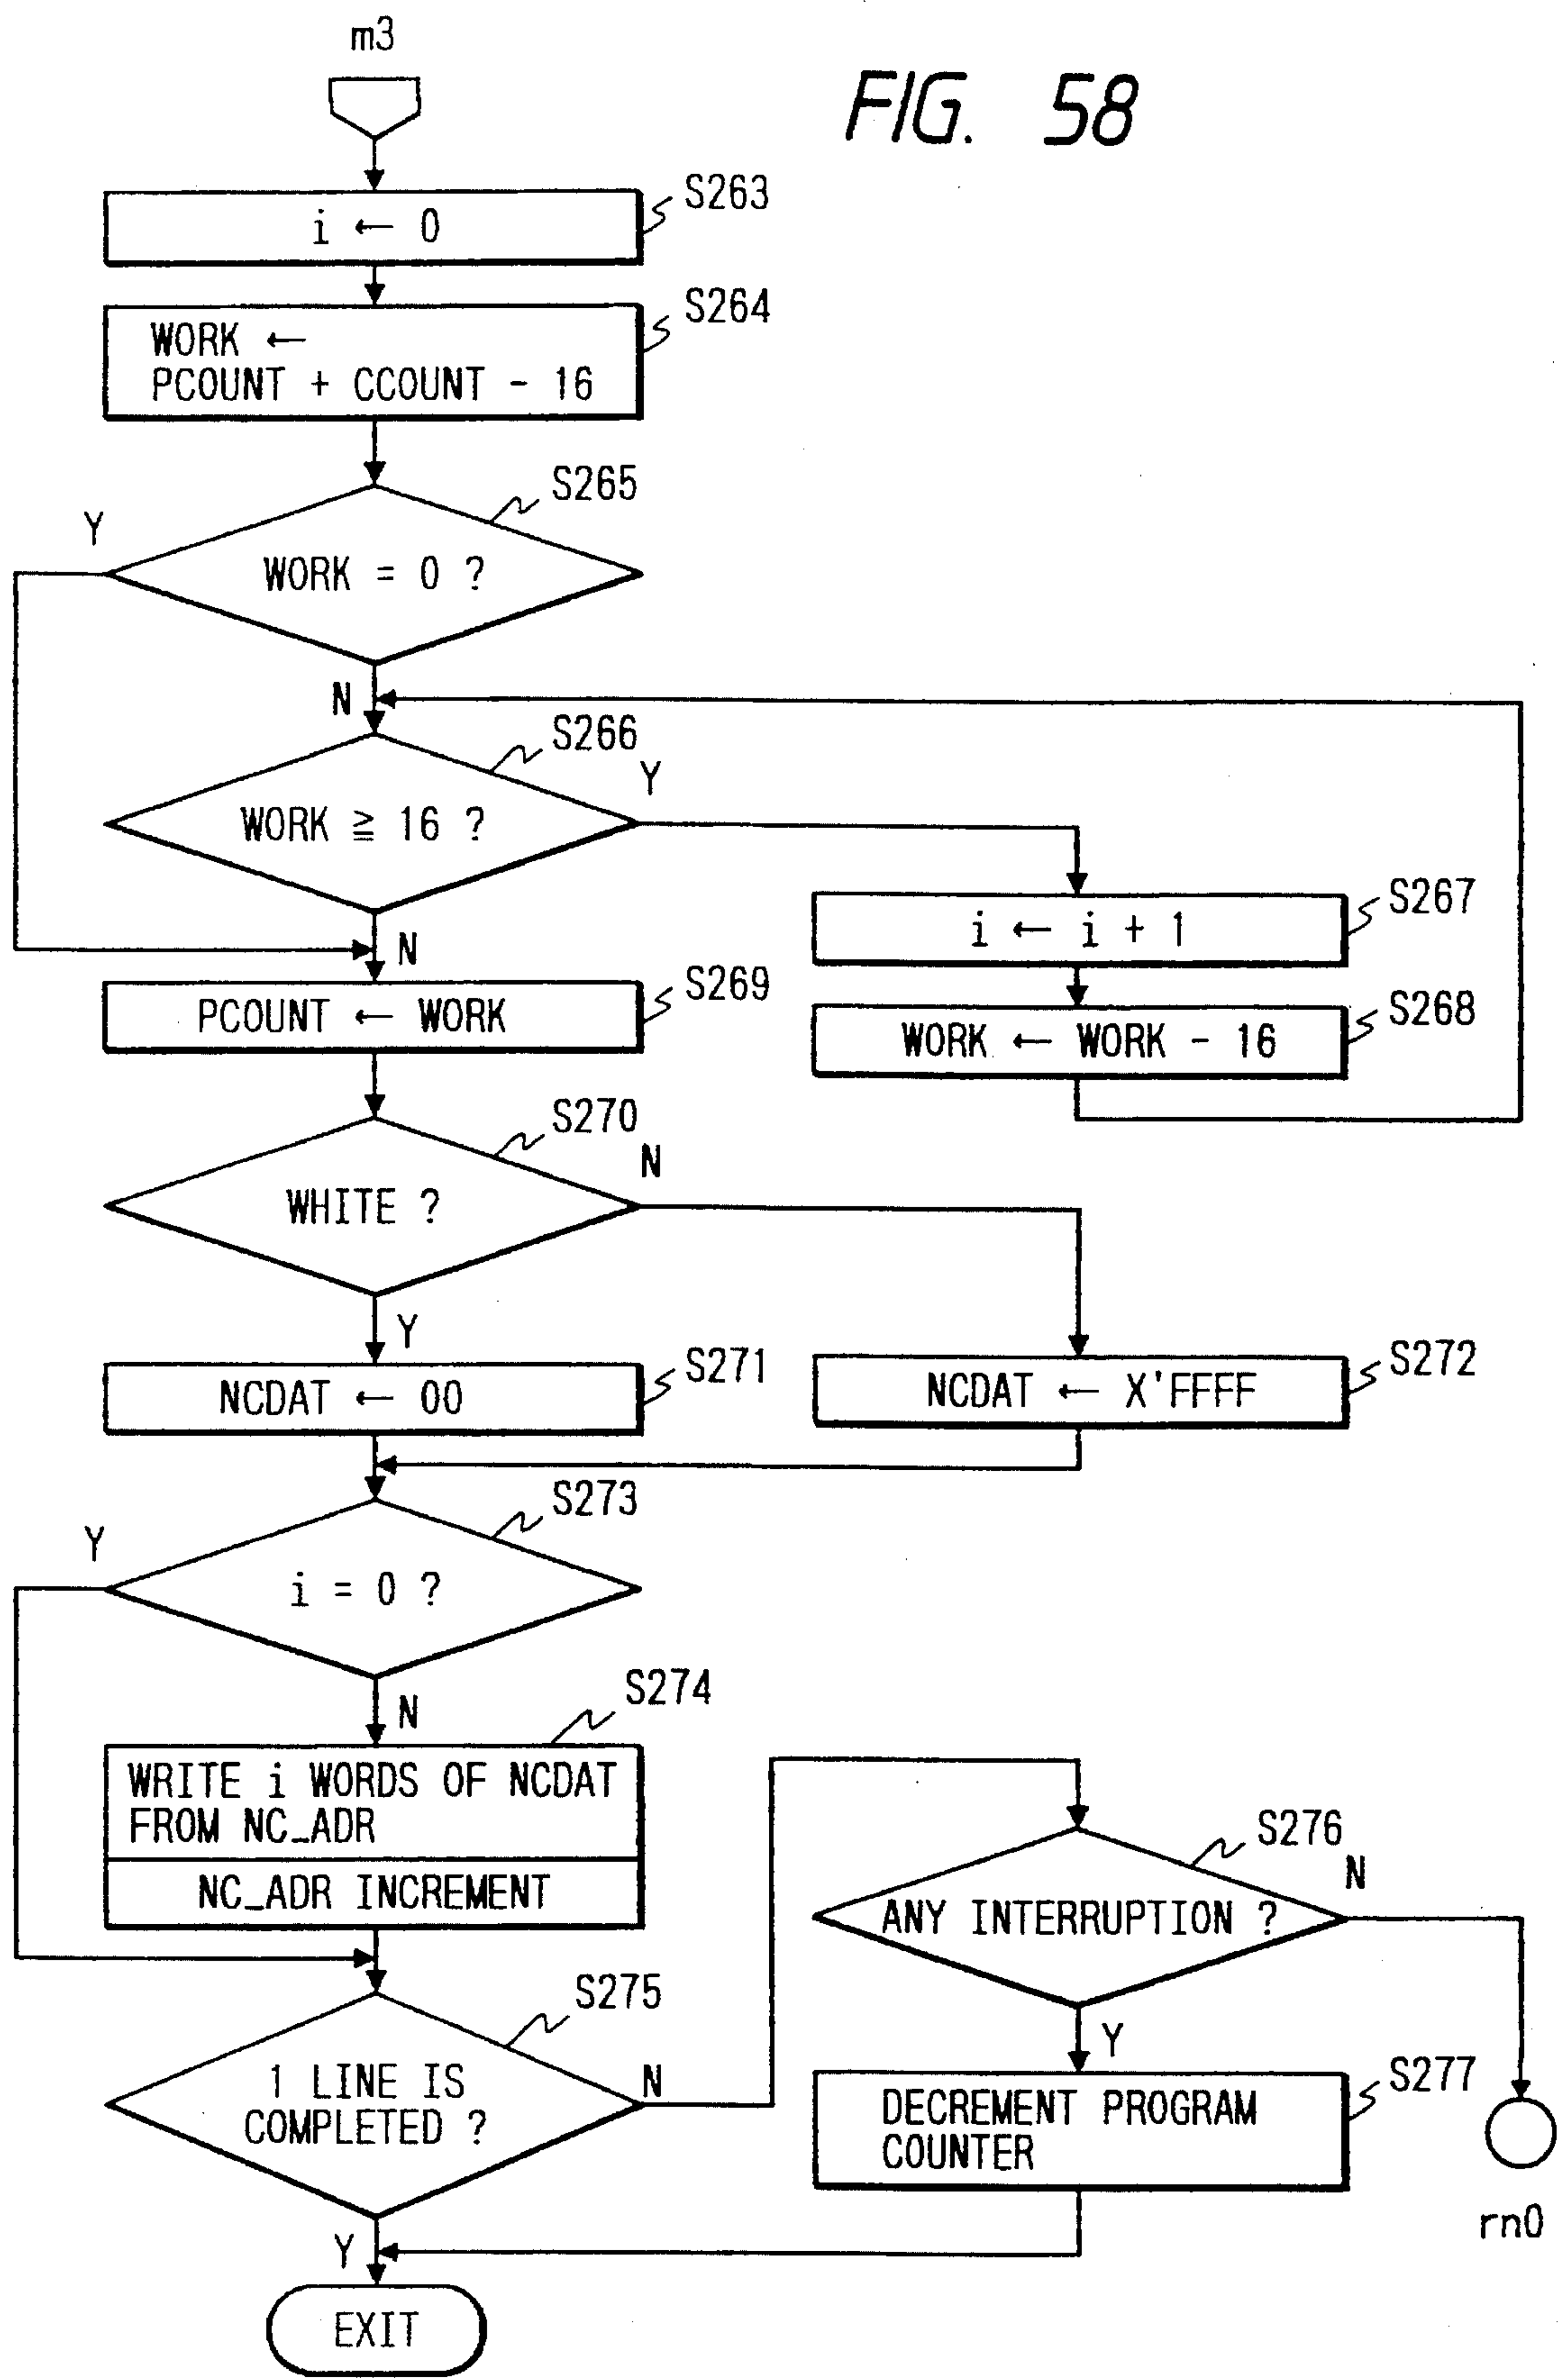 m3
FIG. 58
S263
i ← 0
S264
WORK ←
PCOUNT + CCOUNT - 16
S265
Y
WORK = 0 ?
N
S266
Y
WORK ≧ 16 ?
S267
i ← i + 1
N
S269
PCOUNT ← WORK
S268
WORK ← WORK - 16
S270
N
WHITE ?
Y
S271
NCDAT ← 00
S272
NCDAT ← X'FFFF
S273
Y
i = 0 ?
S274
N
WRITE i WORDS OF NCDAT
FROM NC_ADR
NC_ADR INCREMENT
S276
N
ANY INTERRUPTION ?
S275
Y
1 LINE IS
COMPLETED ?
N
S277
DECREMENT PROGRAM
COUNTER
rn0
Y
EXIT